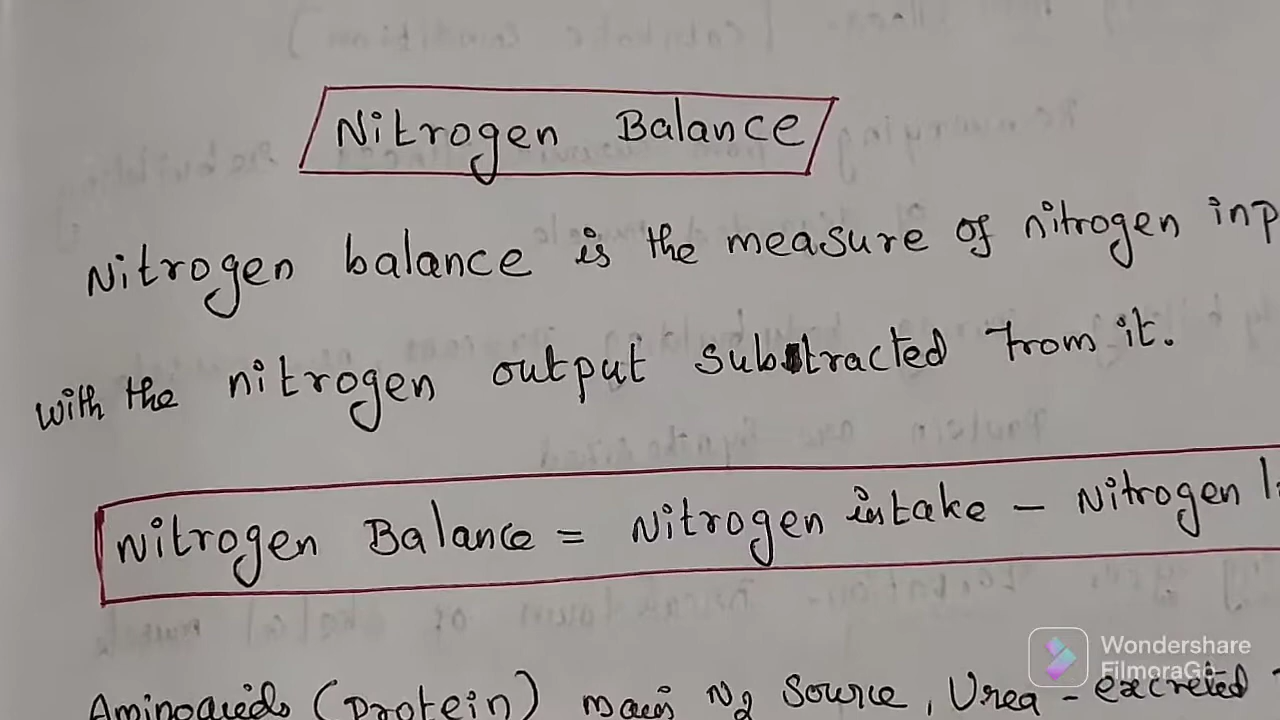 Nitrogen Balance
Nitrogen balance is the measure of nitrogen inp
with the nitrogen output substracted from it.
Nitrogen Balance = Nitrogen intake - Nitrogen l
Aminoacids (Protein) main N2 Source, Urea - excreted
Wondershare
FilmoraGo